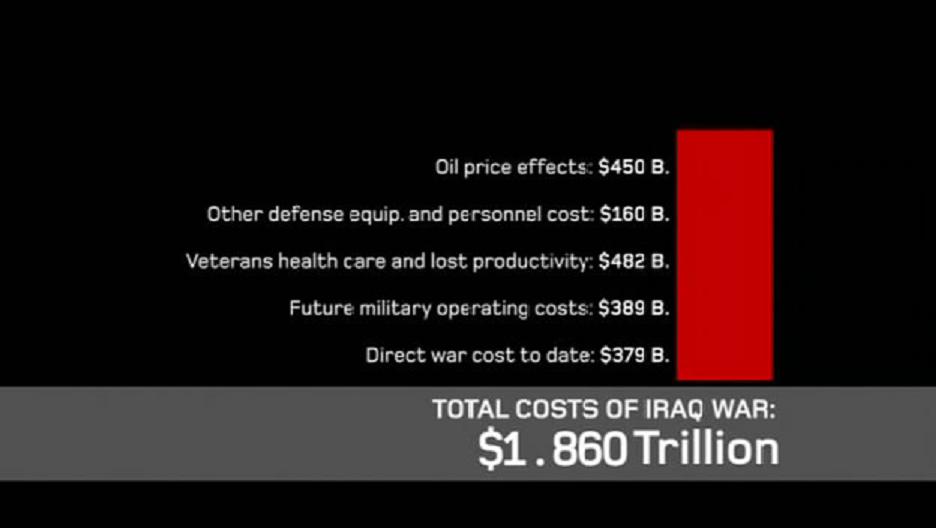 Oil price effects: $450 B.
Other defense equip. and personnel cost: $160 B.
Veterans health care and lost productivity: $482 B.
Future military operating costs: $389 B.
Direct war cost to date: $379 B.
TOTAL COSTS OF IRAQ WAR:
$1.860 Trillion